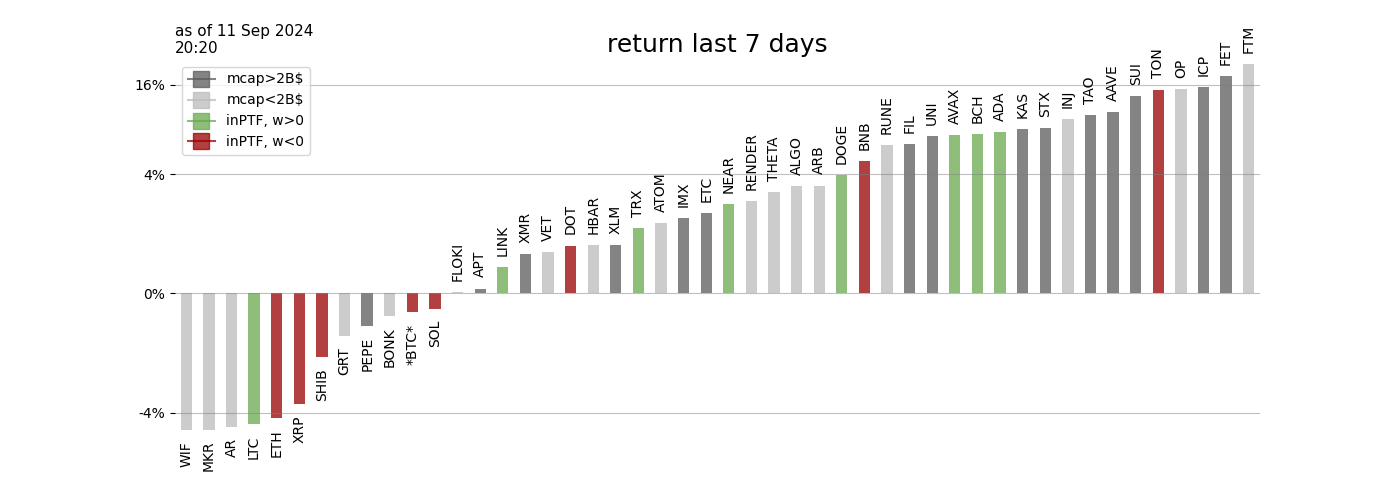 as of 11 Sep 2024
20:20
return last 7 days
mcap>2B$
mcap<2B$
inPTF, w>0
inPTF, w<0
16%
4%
0%
-4%
WIF
MKR
AR
LTC
ETH
XRP
SHIB
GRT
PEPE
BONK
*BTC*
SOL
FLOKI
APT
LINK
XMR
VET
DOT
HBAR
XLM
TRX
ATOM
IMX
ETC
NEAR
RENDER
THETA
ALGO
ARB
DOGE
BNB
RUNE
FIL
UNI
AVAX
BCH
ADA
KAS
STX
INJ
TAO
AAVE
SUI
TON
OP
ICP
FET
FTM